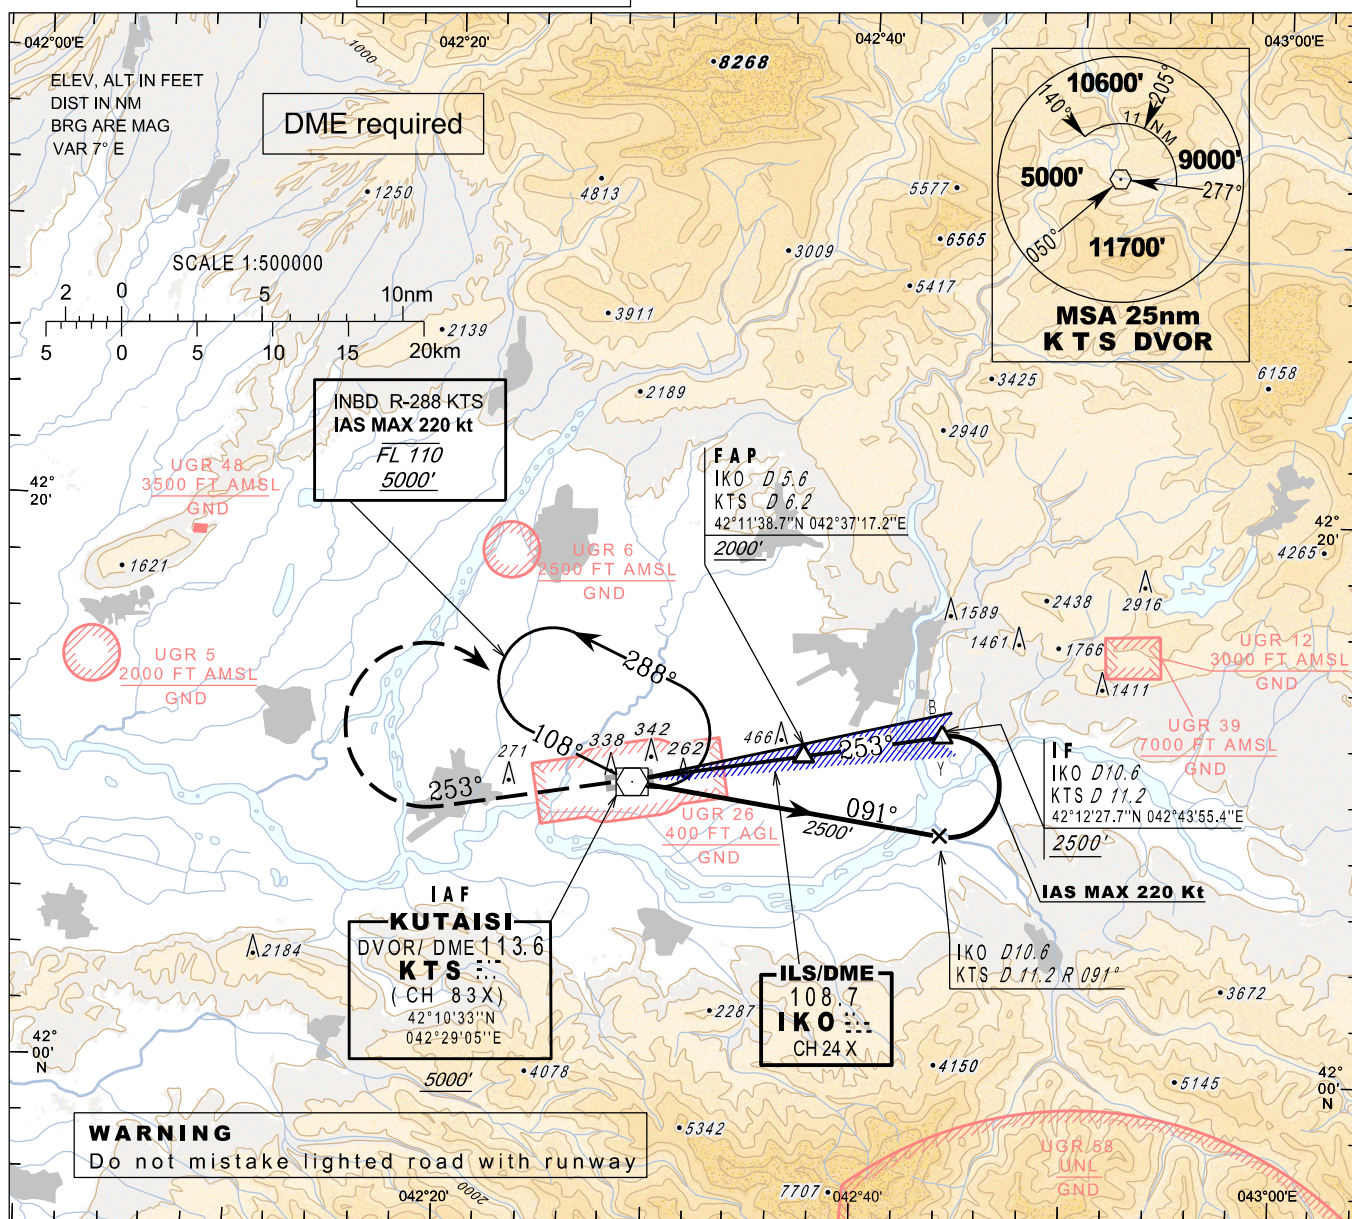 042°00'E
042°20'
042°40'
043°00'E
ELEV, ALT IN FEET
DIST IN NM
BRG ARE MAG
VAR 7° E
DME required
1000
8268
10600'
140°
205°
11 NM
5000'
9000'
277°
050°
11700'
MSA 25nm
KTS DVOR
1250
4813
5577
6565
3009
5417
SCALE 1:500000
2 0 5 10nm
5 0 5 10 15 20km
2139
3911
2189
3425
6158
2940
INBD R-288 KTS
IAS MAX 220 kt
FL 110
5000'
FAP
IKO D 5.6
KTS D 6.2
42°11'38.7"N 042°37'17.2"E
2000'
UGR 48
3500 FT AMSL
GND
42°
20'
42°
20'
1621
UGR 6
2500 FT AMSL
GND
4265
1589
2438
2916
1461
1766
1411
UGR 12
3000 FT AMSL
GND
UGR 5
2000 FT AMSL
GND
UGR 39
7000 FT AMSL
GND
288°
108°
338
342
262
271
466
253°
253°
B
Y
IF
IKO D10.6
KTS D 11.2
42°12'27.7"N 042°43'55.4"E
2500'
UGR 26
400 FT AGL
GND
091°
2500'
IAS MAX 220 Kt
IAF
KUTAISI
DVOR/ DME 113.6
KTS
(CH 83X)
42°10'33"N
042°29'05"E
5000'
2184
IKO D10.6
KTS D 11.2 R 091°
ILS/DME
108.7
IKO
CH 24 X
2287
3672
42°
00'
N
4078
4150
5145
42°
00'
N
WARNING
Do not mistake lighted road with runway
5342
UGR 58
UNL
GND
7707
2000
042°20'
042°40'
043°00'E